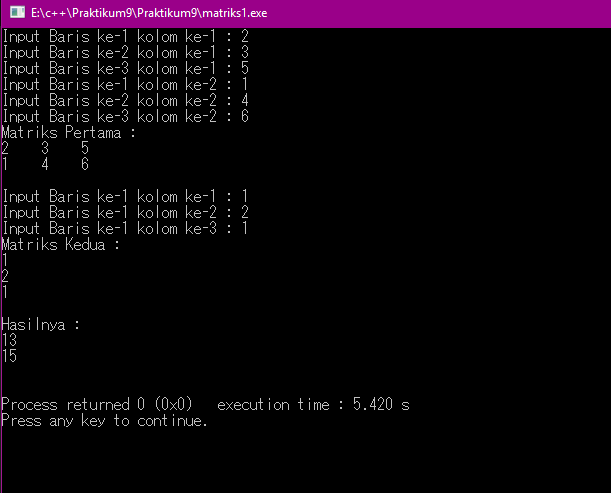 E:\c++\Praktikum9\Praktikum9\matriks1.exe
Input Baris ke-1 kolom ke-1 : 2
Input Baris ke-2 kolom ke-1 : 3
Input Baris ke-3 kolom ke-1 : 5
Input Baris ke-1 kolom ke-2 : 1
Input Baris ke-2 kolom ke-2 : 4
Input Baris ke-3 kolom ke-2 : 6
Matriks Pertama :
2    3    5
1    4    6
Input Baris ke-1 kolom ke-1 : 1
Input Baris ke-1 kolom ke-2 : 2
Input Baris ke-1 kolom ke-3 : 1
Matriks Kedua :
1
2
1
Hasilnya :
13
15
Process returned 0 (0x0)   execution time : 5.420 s
Press any key to continue.